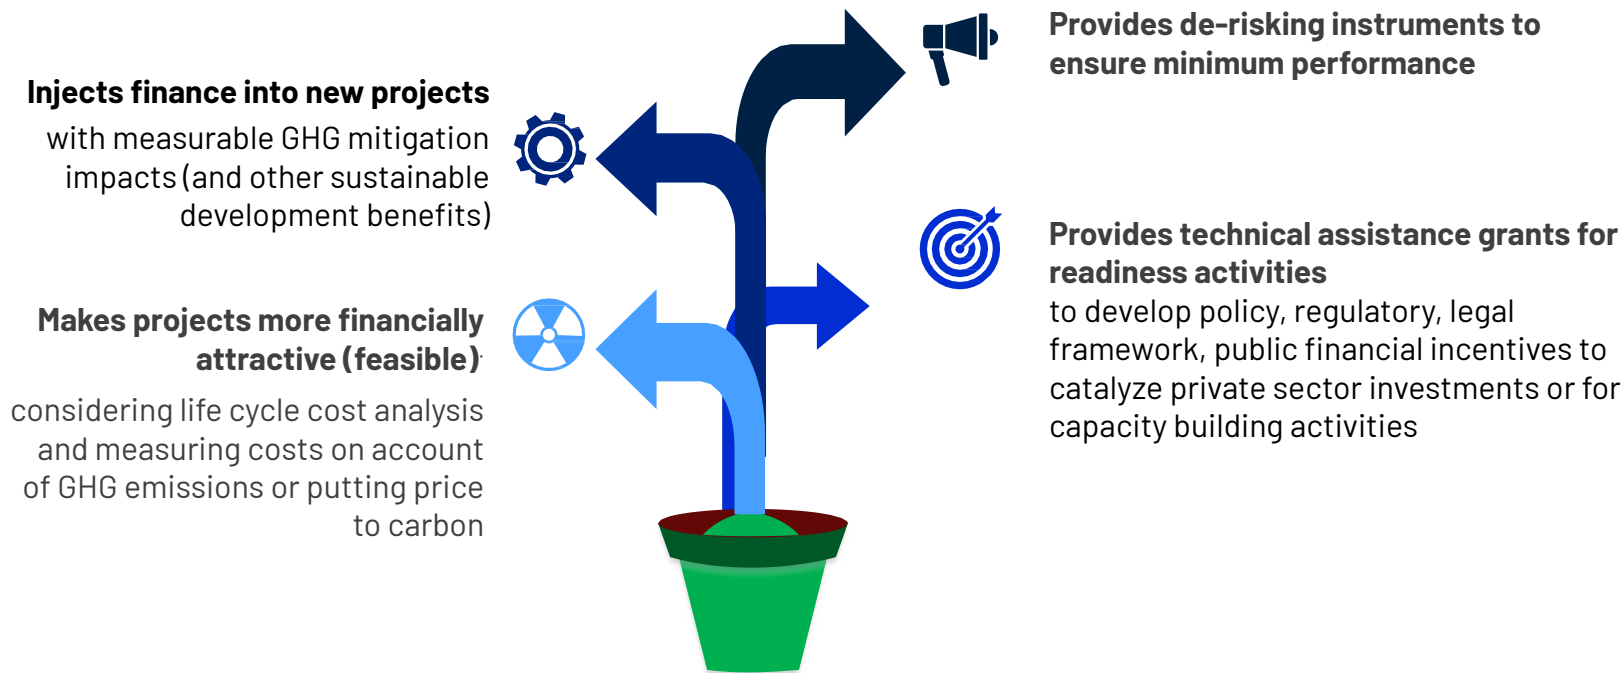 Injects finance into new projects
with measurable GHG mitigation
impacts (and other sustainable
development benefits)
Makes projects more financially
attractive (feasible)
considering life cycle cost analysis
and measuring costs on account
of GHG emissions or putting price
to carbon
Provides de-risking instruments to
ensure minimum performance
Provides technical assistance grants for
readiness activities
to develop policy, regulatory, legal
framework, public financial incentives to
catalyze private sector investments or for
capacity building activities